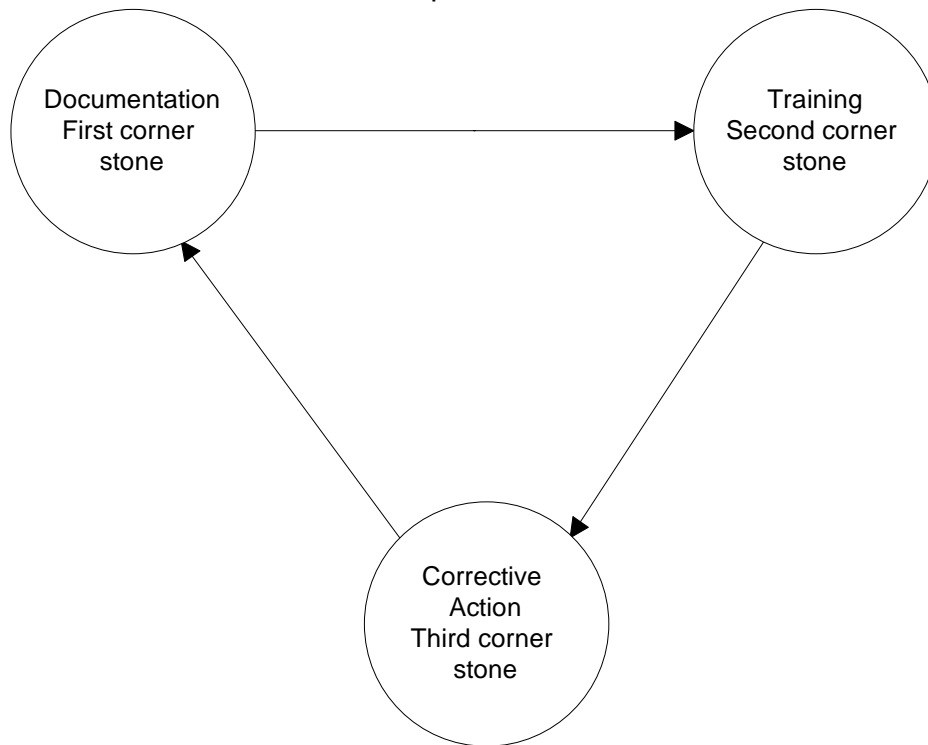 Documentation
First corner
stone
Training
Second corner
stone
Corrective
Action
Third corner
stone